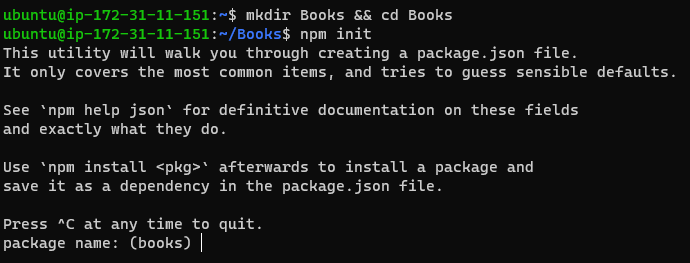 ubuntu@ip-172-31-11-151:~$ mkdir Books && cd Books
ubuntu@ip-172-31-11-151:~/Books$ npm init
This utility will walk you through creating a package.json file.
It only covers the most common items, and tries to guess sensible defaults.
See `npm help json` for definitive documentation on these fields
and exactly what they do.
Use `npm install <pkg>` afterwards to install a package and
save it as a dependency in the package.json file.
Press ^C at any time to quit.
package name: (books)